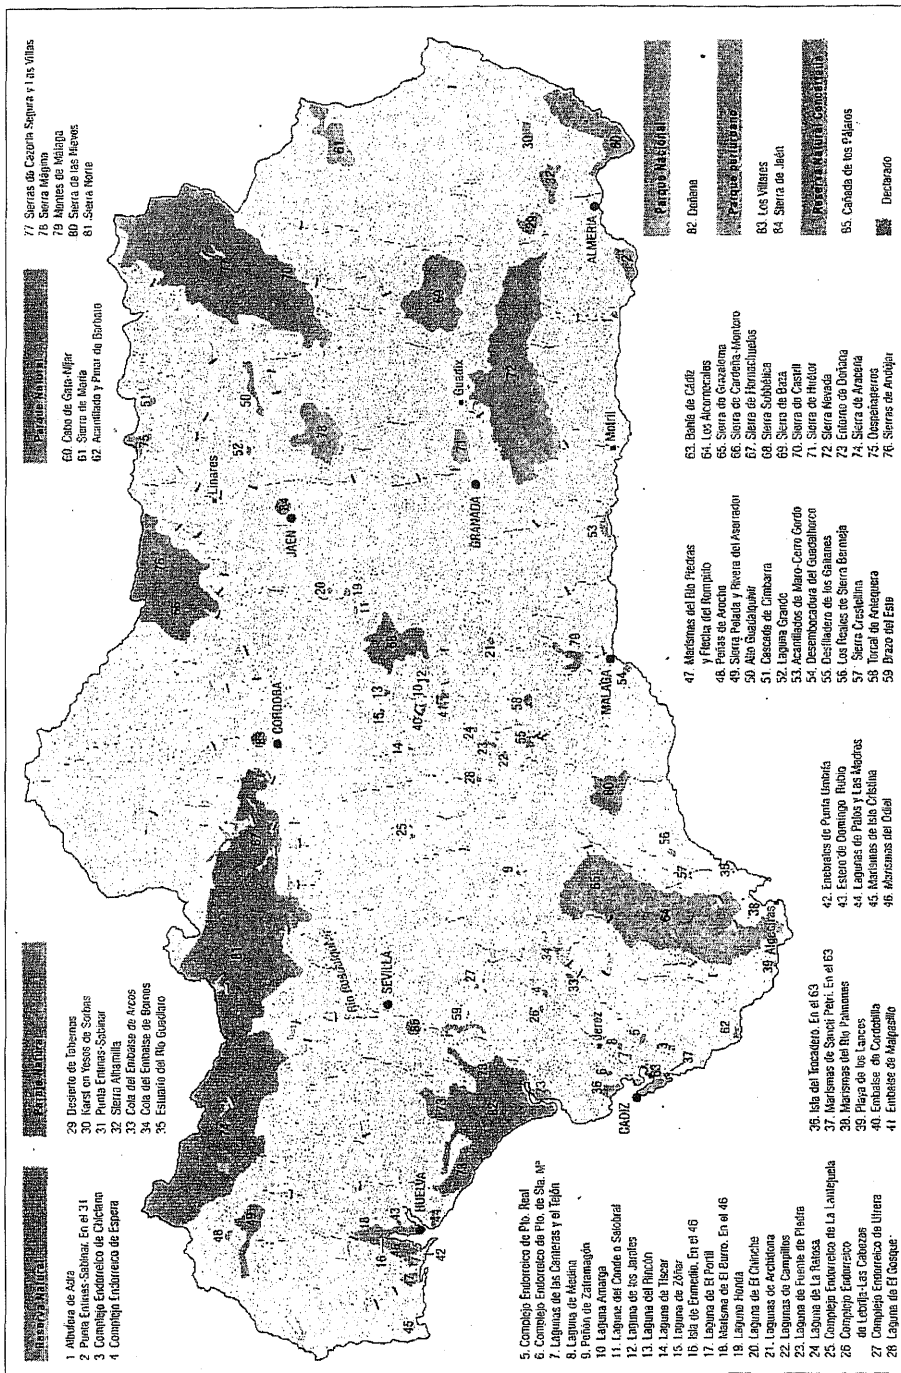 Reserva Natural
1 Albufera de Adra
2 Punta Entinas-Sabinar. En el 31
3 Complejo Endorreico de Chiclana
4 Complejo Endorreico de Espera
5. Complejo Endorreico de Pto. Real
6. Complejo Endorreico de Pto. de Sta. Mª
7. Lagunas de las Canteras y el Tejón
8. Laguna de Medina
9. Peñón de Zaframagón
10 Laguna Amarga
11. Laguna del Conde o Salobral
12. Laguna de los Jarales
13. Laguna del Rincón
14. Laguna de Tíscar
15. Laguna de Zóñar
16. Isla de Enmedio. En el 46
17. Laguna de El Portil
18. Marisma de El Burro. En el 46
19. Laguna Honda
20. Laguna de El Chinche
21. Lagunas de Archidona
22. Lagunas de Campillos
23. Laguna de Fuente de Piedra
24 Laguna de La Ratosa
25. Complejo Endorreico de La Lantejuela
26 Complejo Endorreico
de Lebrija-Las Cabezas
27 Complejo Endorreico de Utrera
28 Laguna de El Gosque
Paraje Natural
29 Desierto de Tabernas
30 Karst en Yesos de Sorbas
31 Punta Entinas-Sabinar
32 Sierra Alhamilla
33 Cola del Embalse de Arcos
34 Cola del Embalse de Bornos
35 Estuario del Río Guadiaro
36. Isla del Trocadero. En el 63
37. Marismas de Sancti Petri. En el 63
38. Marismas del Río Palmones
39. Playa de los Lances
40. Embalse de Cordobilla
41 Embalse de Malpasillo
42. Enebrales de Punta Umbría
43. Estero de Domingo Rubio
44 Lagunas de Palos y Las Madres
45 Marismas de Isla Cristina
46 Marismas del Odiel
47 Marismas del Río Piedras
y Flecha del Rompido
48. Peñas de Aroche
49. Sierra Pelada y Rivera del Aserrador
50 Alto Guadalquivir
51. Cascada de Cimbarra
52. Laguna Grande
53. Acantilados de Maro-Cerro Gordo
54 Desembocadura del Guadalhorce
55 Desfiladero de los Gaitanes
56 Los Reales de Sierra Bermeja
57 Sierra Crestellina
58 Torcal de Antequera
59 Brazo del Este
Parque Natural
60. Cabo de Gata-Níjar
61 Sierra de María
62. Acantilado y Pinar de Barbate
63. Bahía de Cádiz
64. Los Alcornocales
65. Sierra de Grazalema
66. Sierra de Cardeña-Montoro
67. Sierra de Hornachuelos
68 Sierra Subbética
69 Sierra de Baza
70. Sierra de Castril
71. Sierra de Huétor
72 Sierra Nevada
73 Entorno de Doñana
74. Sierra de Aracena
75. Despeñaperros
76. Sierras de Andújar
77 Sierras de Cazorla Segura y Las Villas
78 Sierra Mágina
79 Montes de Málaga
80 Sierra de las Nieves
81 Sierra Norte
Parque Nacional
82 Doñana
Parque periurbano
83. Los Villares
84 Sierra de Jaén
Reserva Natural Concertada
85. Cañada de los Pájaros
Declarado
HUELVA
SEVILLA
CORDOBA
JAEN
Linares
GRANADA
Guadix
Motril
ALMERIA
MALAGA
Algeciras
CADIZ
Jerez
Río Guadalquivir